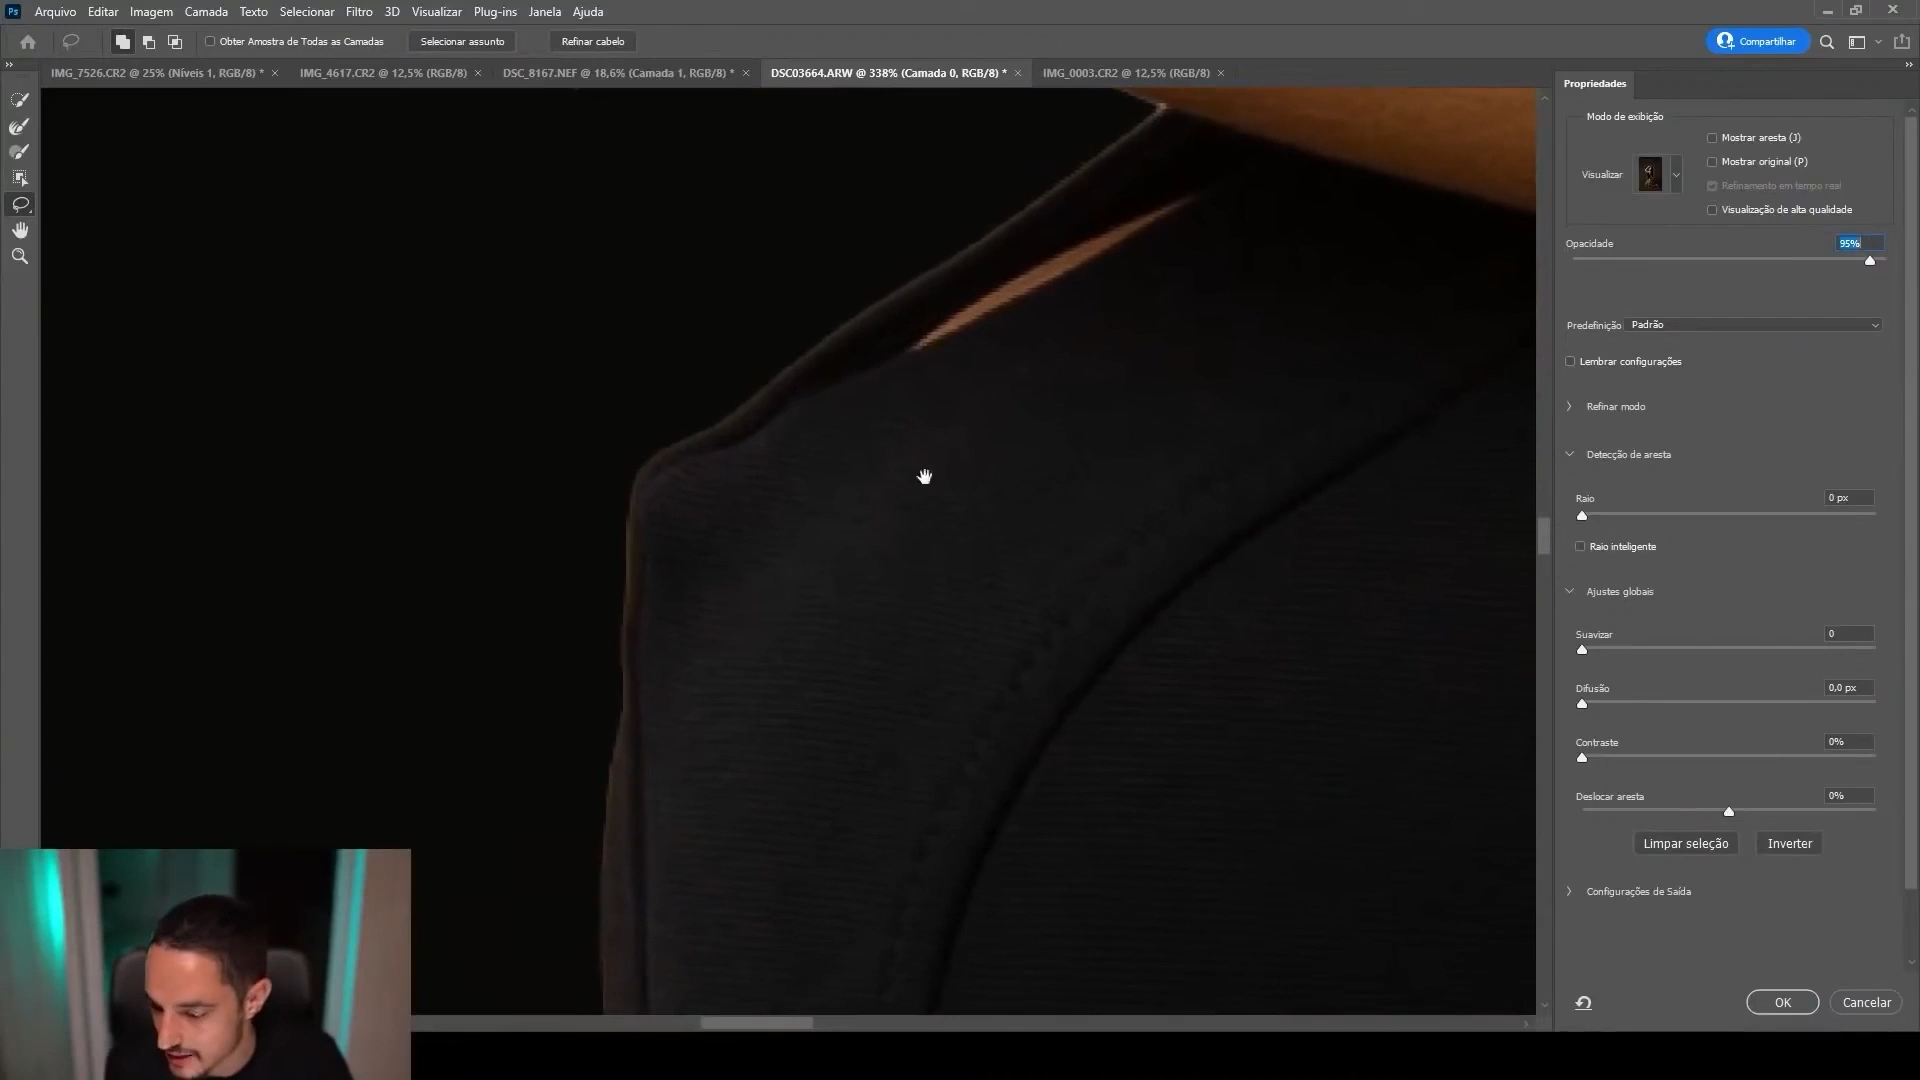 Ps Arquivo Editar Imagem Camada Texto Selecionar Filtro 3D Visualizar Plug-ins Janela Ajuda
Obter Amostra de Todas as Camadas Selecionar assunto Refinar cabelo Compartilhar
IMG_7526.CR2 @ 25% (Níveis 1, RGB/8) * IMG_4617.CR2 @ 12,5% (RGB/8) DSC_8167.NEF @ 18,6% (Camada 1, RGB/8) * DSC03664.ARW @ 338% (Camada 0, RGB/8) * IMG_0003.CR2 @ 12,5% (RGB/8)
Propriedades
Modo de exibição
Mostrar aresta (J)
Mostrar original (P)
Visualizar
Refinamento em tempo real
Visualização de alta qualidade
Opacidade 95%
Predefinição Padrão
Lembrar configurações
Refinar modo
Detecção de aresta
Raio 0 px
Raio inteligente
Ajustes globais
Suavizar 0
Difusão 0,0 px
Contraste 0%
Deslocar aresta 0%
Limpar seleção Inverter
Configurações de Saída
OK Cancelar